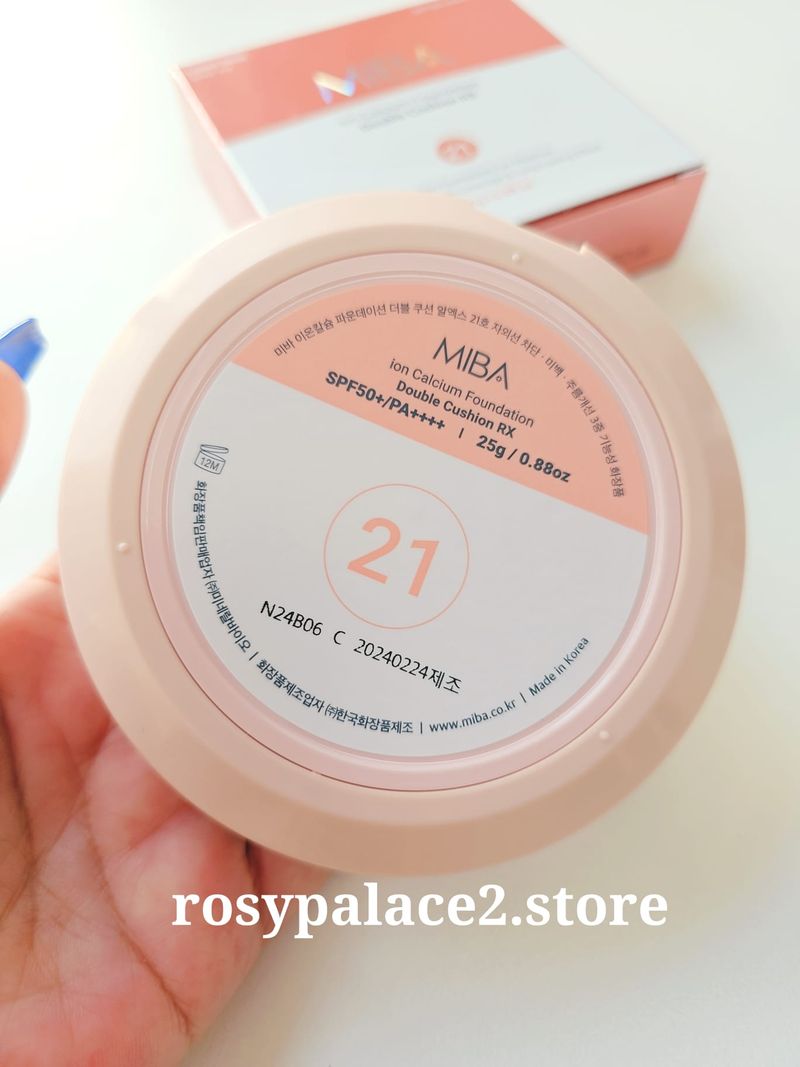 MIBA
Double Cushion RX
21
미바 이온칼슘 파운데이션 더블 쿠션 알엑스 21호 자외선 차단 · 미백 · 주름개선 3중 기능성 화장품
MIBA
ion Calcium Foundation
Double Cushion RX
SPF50+/PA++++ | 25g / 0.88oz
12M
21
N24B06 C 20240224제조
화장품책임판매업자 ㈜미네랄바이오 | 화장품제조업자 ㈜한국화장품제조 | www.miba.co.kr | Made in Korea
rosypalace2.store